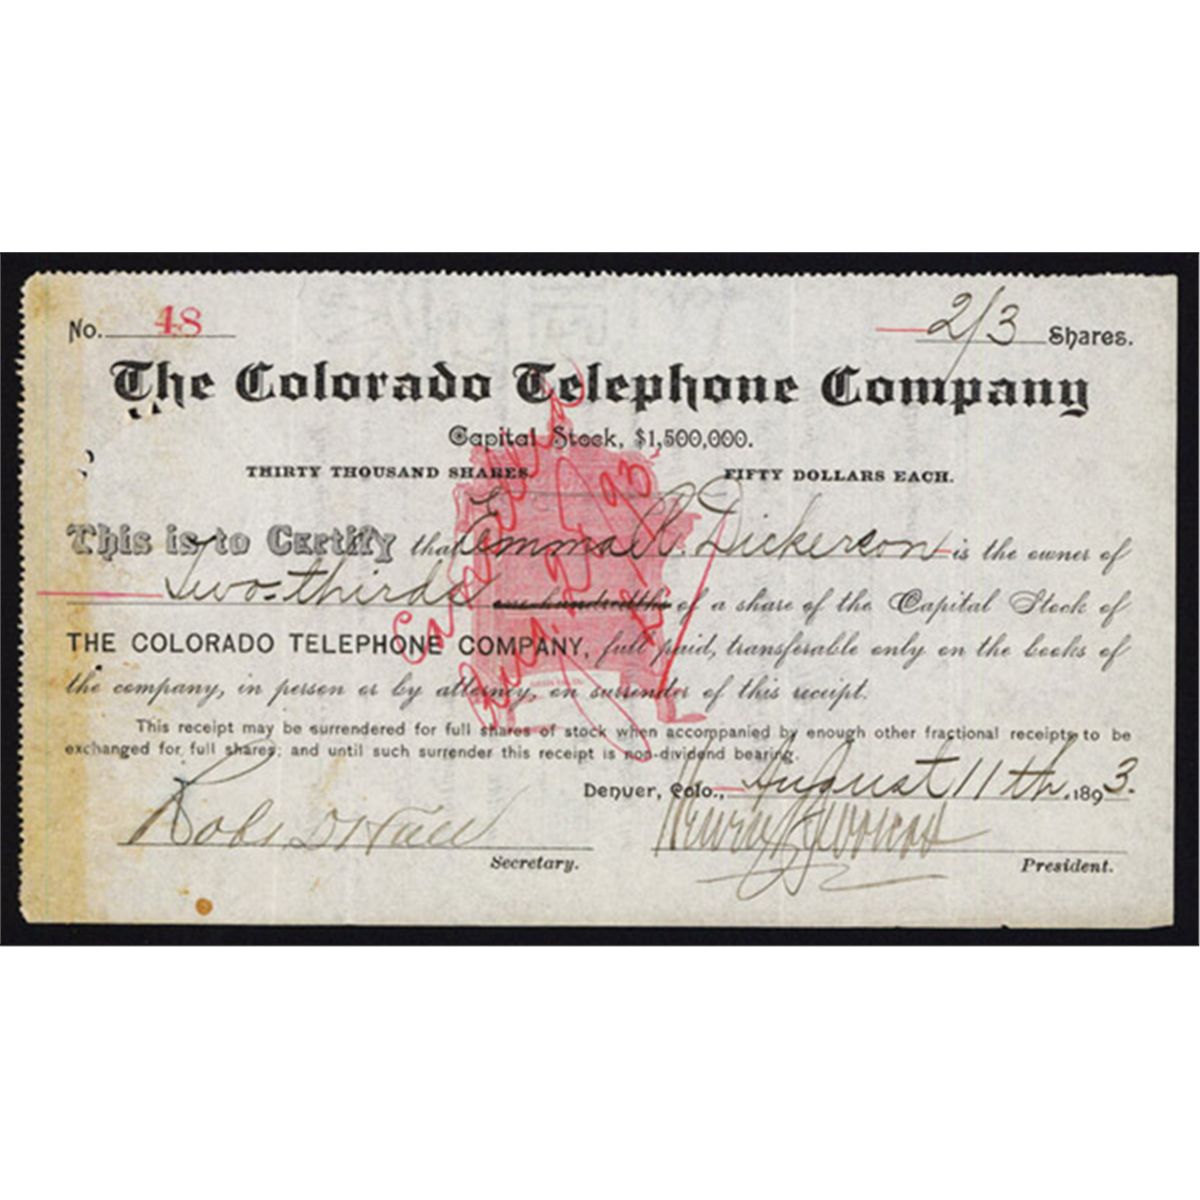 No. 48
2/3 Shares.
The Colorado Telephone Company
Capital Stock, $1,500,000.
THIRTY THOUSAND SHARES. FIFTY DOLLARS EACH.
This is to Certify that Emma C. Dickerson is the owner of
Two-thirds one hundredths of a share of the Capital Stock of
THE COLORADO TELEPHONE COMPANY, full paid, transferable only on the books of
the company, in person or by attorney, on surrender of this receipt.
This receipt may be surrendered for full shares of stock when accompanied by enough other fractional receipts to be
exchanged for full shares; and until such surrender this receipt is non-dividend bearing.
Denver, Colo., August 11th 1893.
Secretary.
President.
Aug. 93